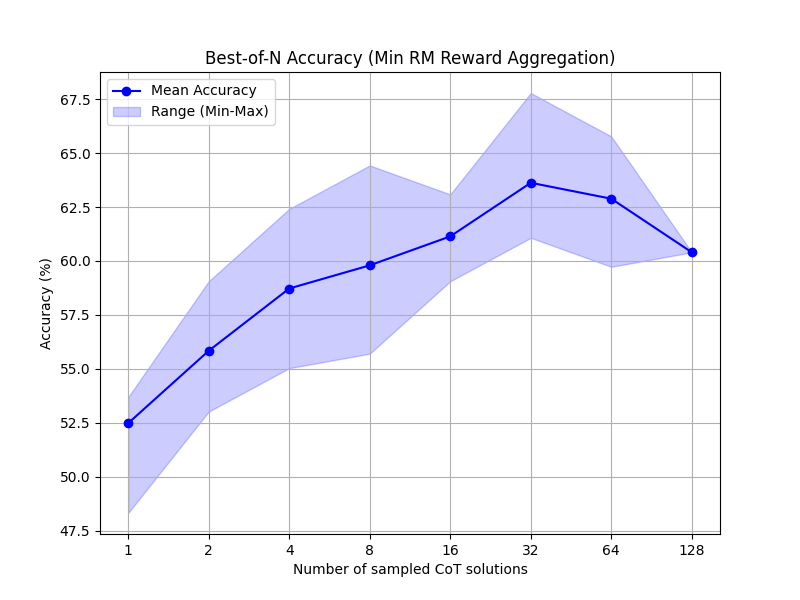 Best-of-N Accuracy (Min RM Reward Aggregation)
Mean Accuracy
Range (Min-Max)
67.5
65.0
62.5
60.0
57.5
55.0
52.5
50.0
47.5
Accuracy (%)
1 2 4 8 16 32 64 128
Number of sampled CoT solutions